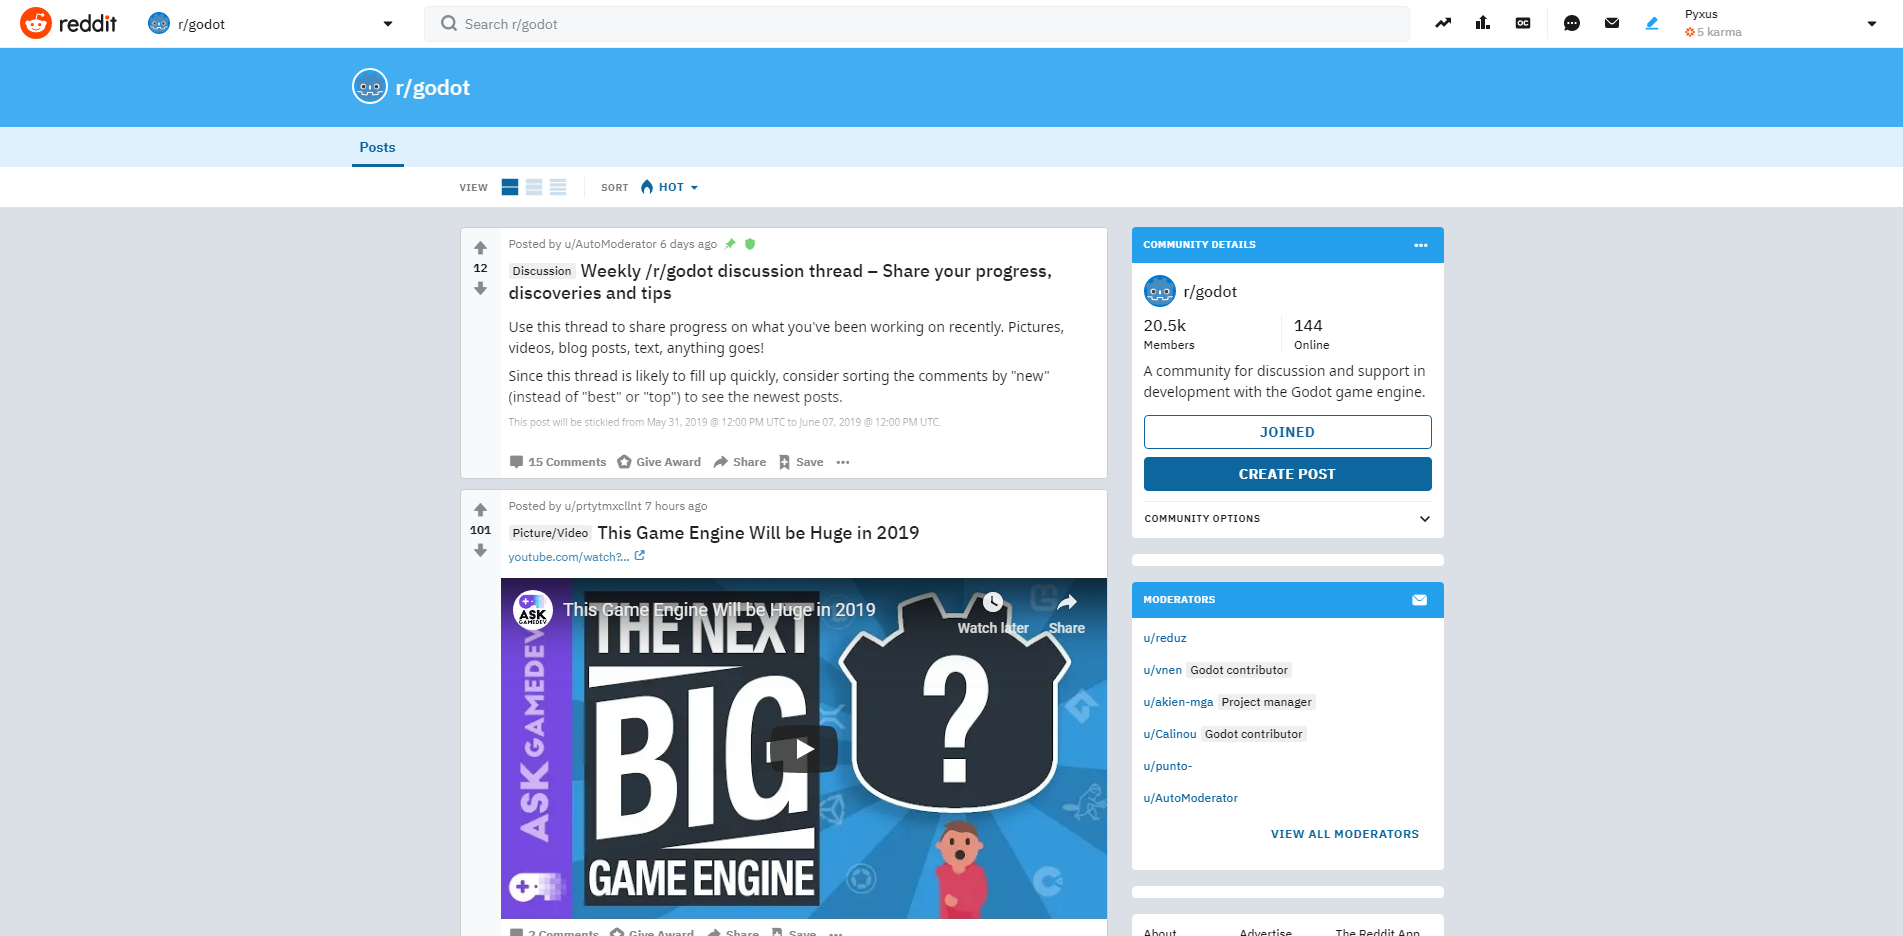 reddit
r/godot
Search r/godot
Pyxus
5 karma
r/godot
Posts
VIEW
SORT
HOT
Posted by u/AutoModerator 6 days ago
12
Discussion Weekly /r/godot discussion thread – Share your progress,
discoveries and tips
Use this thread to share progress on what you've been working on recently. Pictures,
videos, blog posts, text, anything goes!
Since this thread is likely to fill up quickly, consider sorting the comments by "new"
(instead of "best" or "top") to see the newest posts.
This post will be stickied from May 31, 2019 @ 12:00 PM UTC to June 07, 2019 @ 12:00 PM UTC.
15 Comments Give Award Share Save
Posted by u/prtytmxcllnt 7 hours ago
101
Picture/Video This Game Engine Will be Huge in 2019
youtube.com/watch?...
ASK
GAMEDEV
This Game Engine Will be Huge in 2019
Watch later
Share
ASK GAMEDEV
THE NEXT
BIG
GAME ENGINE
?
2 Comments Give Award Share Save
COMMUNITY DETAILS
r/godot
20.5k
Members
144
Online
A community for discussion and support in
development with the Godot game engine.
JOINED
CREATE POST
COMMUNITY OPTIONS
MODERATORS
u/reduz
u/vnen Godot contributor
u/akien-mga Project manager
u/Calinou Godot contributor
u/punto-
u/AutoModerator
VIEW ALL MODERATORS
About
Advertise
The Reddit App